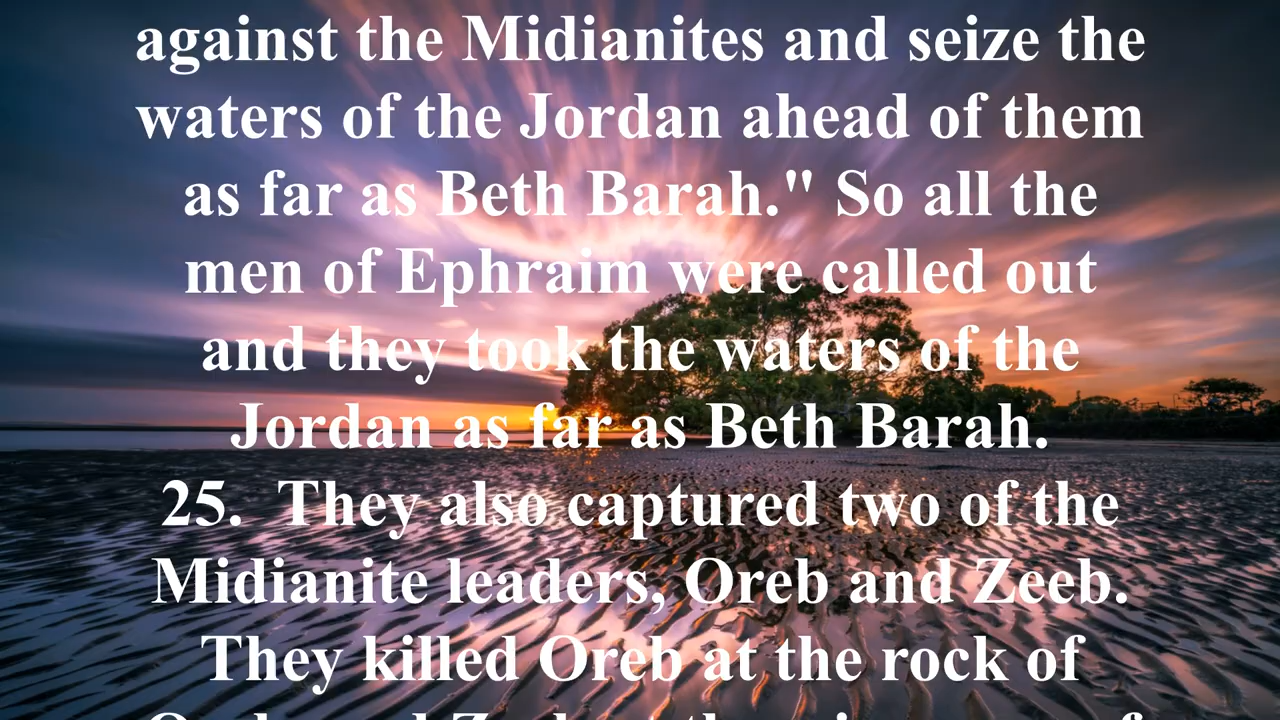 against the Midianites and seize the
waters of the Jordan ahead of them
as far as Beth Barah." So all the
men of Ephraim were called out
and they took the waters of the
Jordan as far as Beth Barah.
25.  They also captured two of the
Midianite leaders, Oreb and Zeeb.
They killed Oreb at the rock of